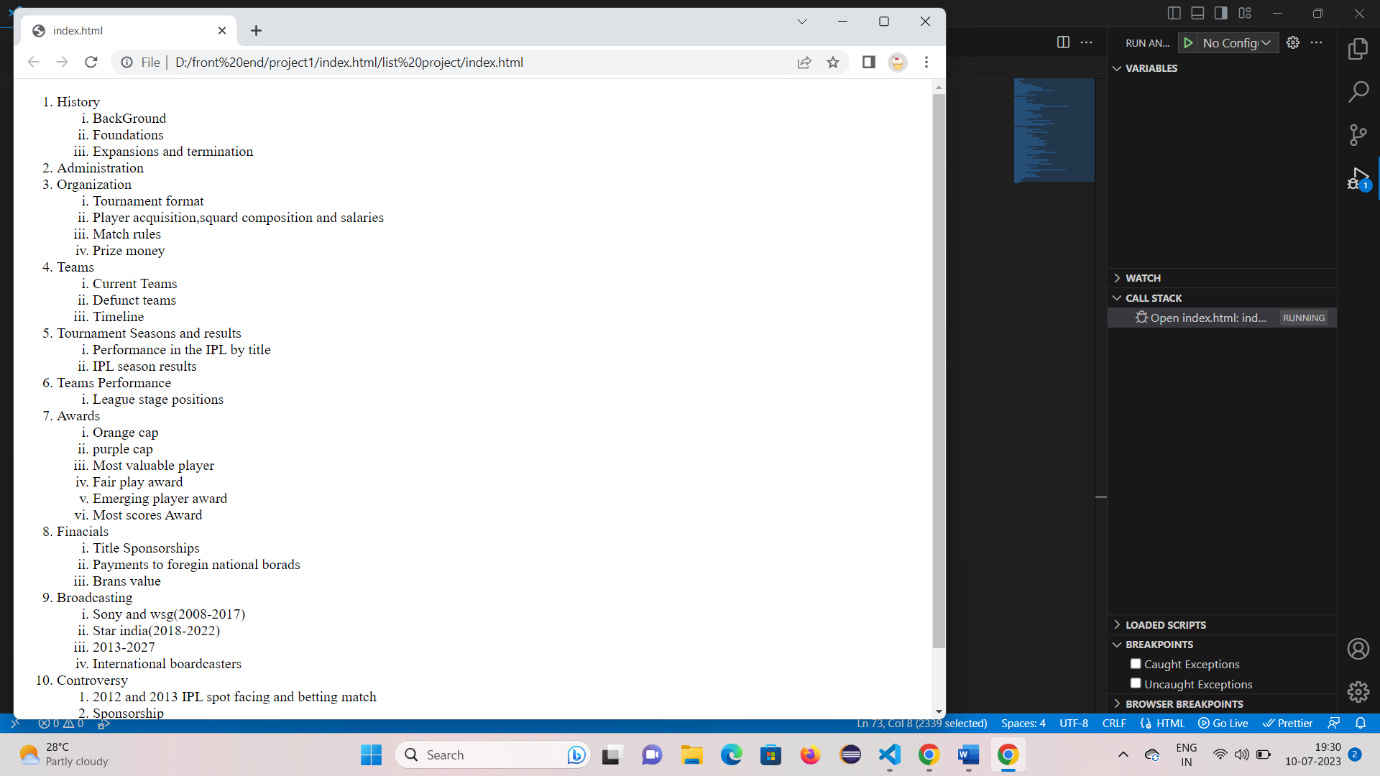 index.html
File | D:/front%20end/project1/index.html/list%20project/index.html
1. History
i. BackGround
ii. Foundations
iii. Expansions and termination
2. Administration
3. Organization
i. Tournament format
ii. Player acquisition,squard composition and salaries
iii. Match rules
iv. Prize money
4. Teams
i. Current Teams
ii. Defunct teams
iii. Timeline
5. Tournament Seasons and results
i. Performance in the IPL by title
ii. IPL season results
6. Teams Performance
i. League stage positions
7. Awards
i. Orange cap
ii. purple cap
iii. Most valuable player
iv. Fair play award
v. Emerging player award
vi. Most scores Award
8. Finacials
i. Title Sponsorships
ii. Payments to foregin national borads
iii. Brans value
9. Broadcasting
i. Sony and wsg(2008-2017)
ii. Star india(2018-2022)
iii. 2013-2027
iv. International boardcasters
10. Controversy
1. 2012 and 2013 IPL spot facing and betting match
2. Sponsorship
RUN AN... No Config
VARIABLES
WATCH
CALL STACK
Open index.html: ind... RUNNING
LOADED SCRIPTS
BREAKPOINTS
Caught Exceptions
Uncaught Exceptions
BROWSER BREAKPOINTS
1
0 0 Ln 73, Col 8 (2339 selected) Spaces: 4 UTF-8 CRLF HTML Go Live Prettier
28°C
Partly cloudy
Search
ENG
IN
19:30
10-07-2023
2